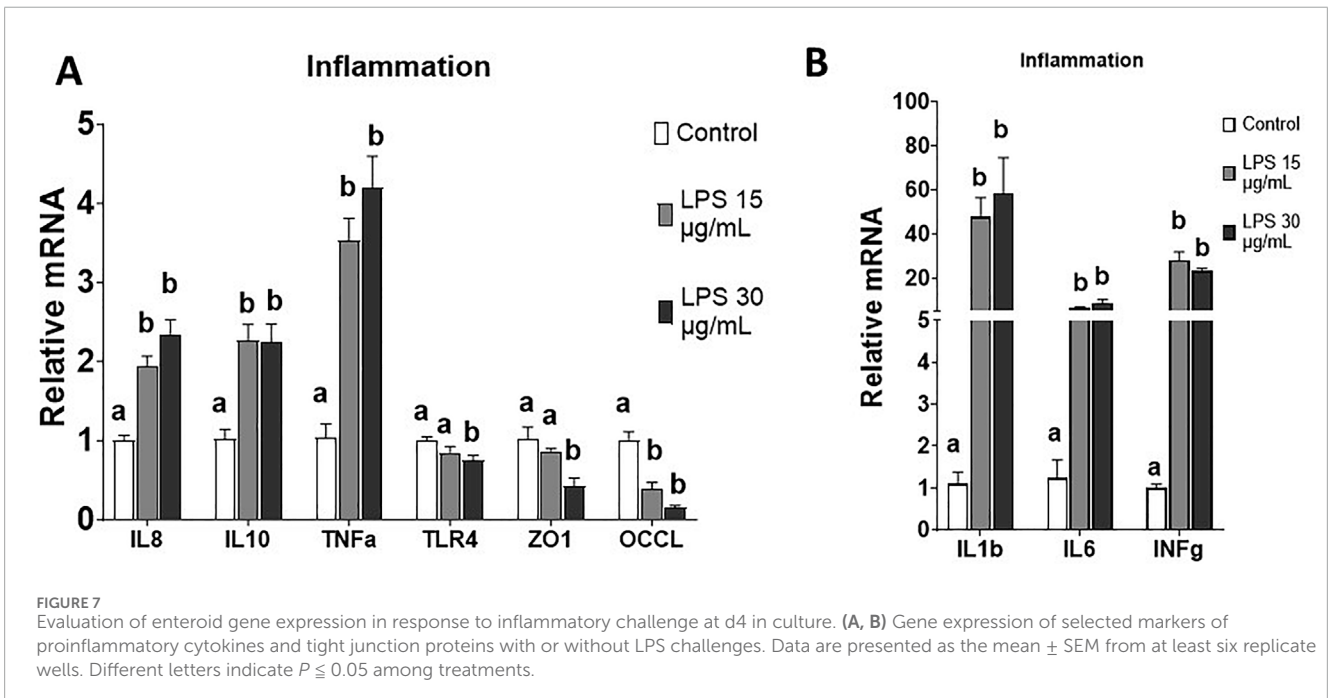 A
Inflammation
Relative mRNA
5
4
3
2
1
0
a b b
a b b
a b b
a a b
a a b
a b b
IL8 IL10 TNFa TLR4 ZO1 OCCL
Control
LPS 15
µg/mL
LPS 30
µg/mL
B
Inflammation
Relative mRNA
100
80
60
40
20
5
4
3
2
1
0
a b b
a b b
a b b
IL1b IL6 INFg
Control
LPS 15
µg/mL
LPS 30
µg/mL
FIGURE 7
Evaluation of enteroid gene expression in response to inflammatory challenge at d4 in culture. (A, B) Gene expression of selected markers of
proinflammatory cytokines and tight junction proteins with or without LPS challenges. Data are presented as the mean ± SEM from at least six replicate
wells. Different letters indicate P ≦ 0.05 among treatments.